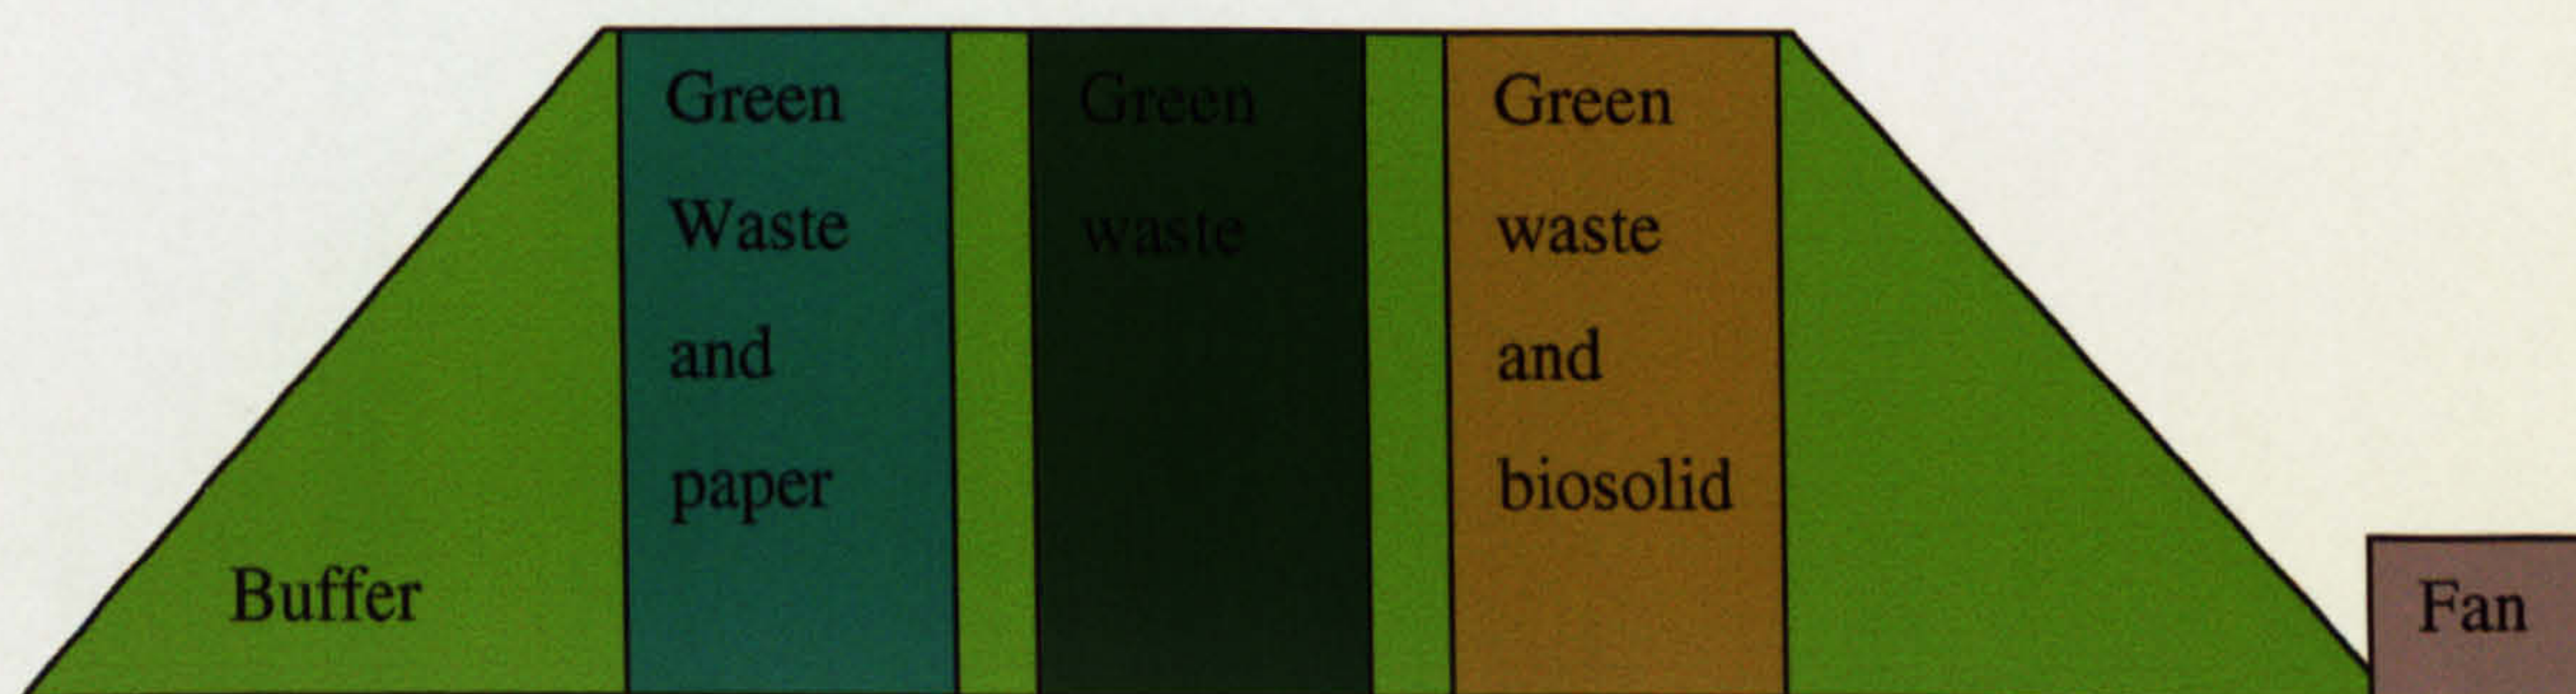 Green
Waste
and
paper
Green
waste
Green
waste
and
biosolid
Buffer
Fan